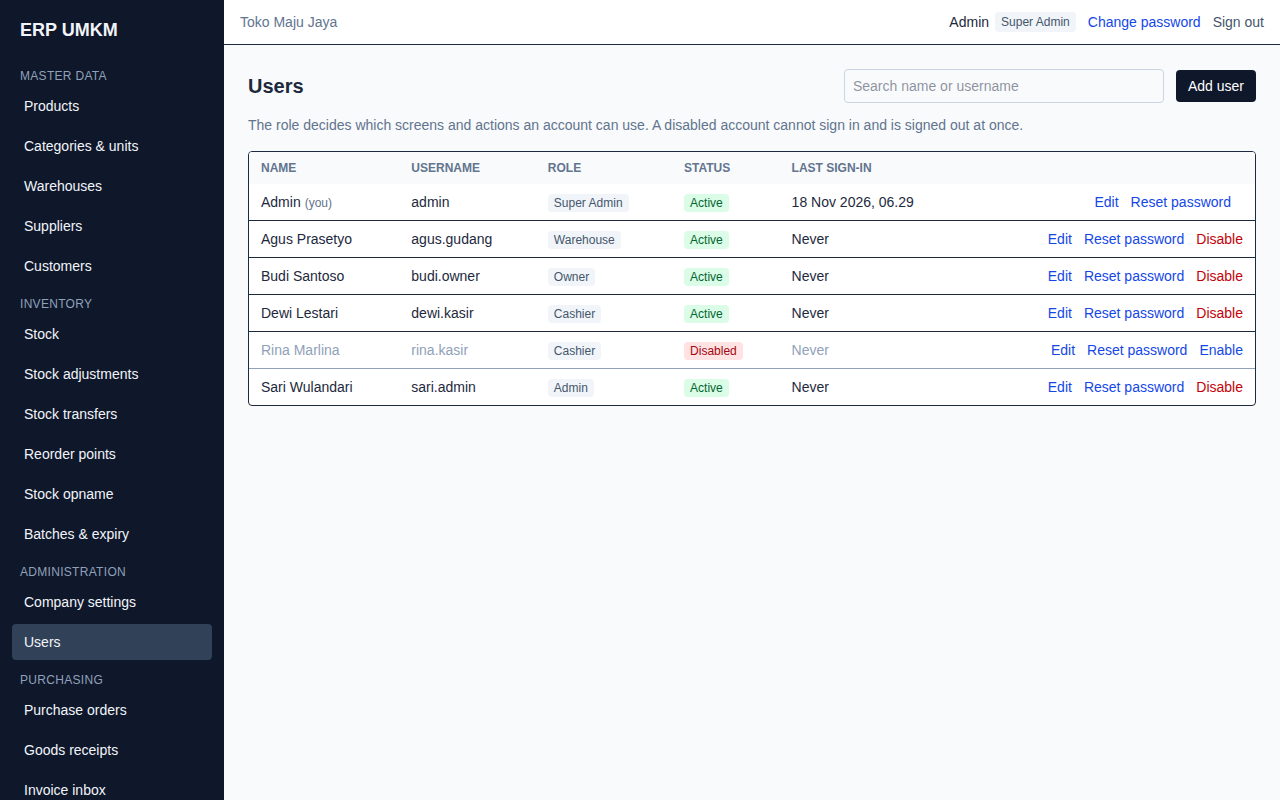 ERP UMKM
MASTER DATA
Products
Categories & units
Warehouses
Suppliers
Customers
INVENTORY
Stock
Stock adjustments
Stock transfers
Reorder points
Stock opname
Batches & expiry
ADMINISTRATION
Company settings
Users
PURCHASING
Purchase orders
Goods receipts
Invoice inbox
Toko Maju Jaya Admin Super Admin Change password Sign out
Users Search name or username Add user
The role decides which screens and actions an account can use. A disabled account cannot sign in and is signed out at once.
NAME USERNAME ROLE STATUS LAST SIGN-IN
Admin (you) admin Super Admin Active 18 Nov 2026, 06.29 Edit Reset password
Agus Prasetyo agus.gudang Warehouse Active Never Edit Reset password Disable
Budi Santoso budi.owner Owner Active Never Edit Reset password Disable
Dewi Lestari dewi.kasir Cashier Active Never Edit Reset password Disable
Rina Marlina rina.kasir Cashier Disabled Never Edit Reset password Enable
Sari Wulandari sari.admin Admin Active Never Edit Reset password Disable